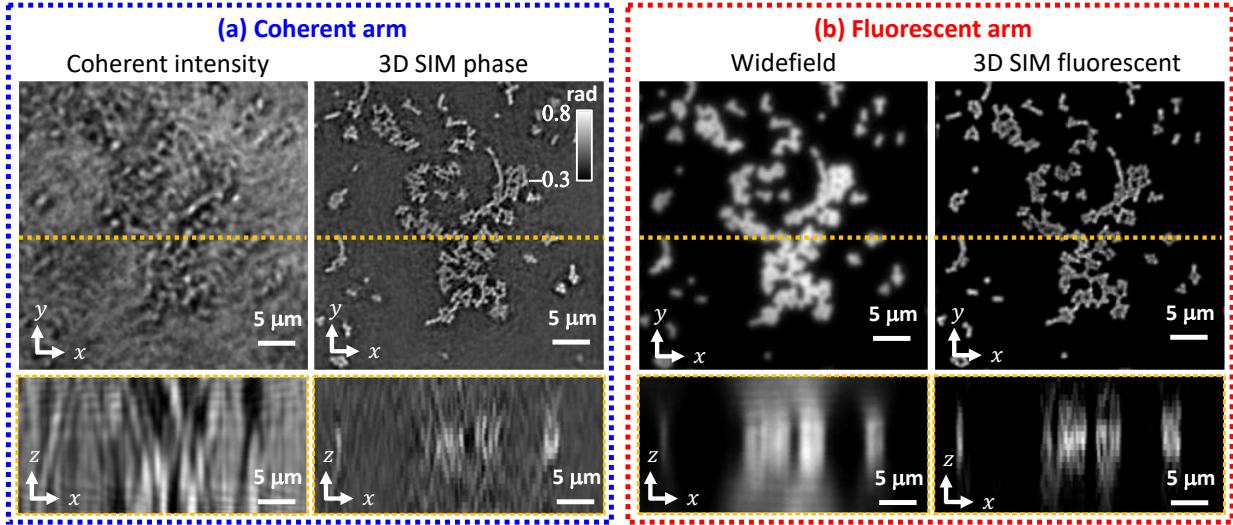 (a) Coherent arm
Coherent intensity
3D SIM phase
rad
0.8
−0.3
y
x
5 μm
y
x
5 μm
z
x
5 μm
z
x
5 μm
(b) Fluorescent arm
Widefield
3D SIM fluorescent
y
x
5 μm
y
x
5 μm
z
x
5 μm
z
x
5 μm